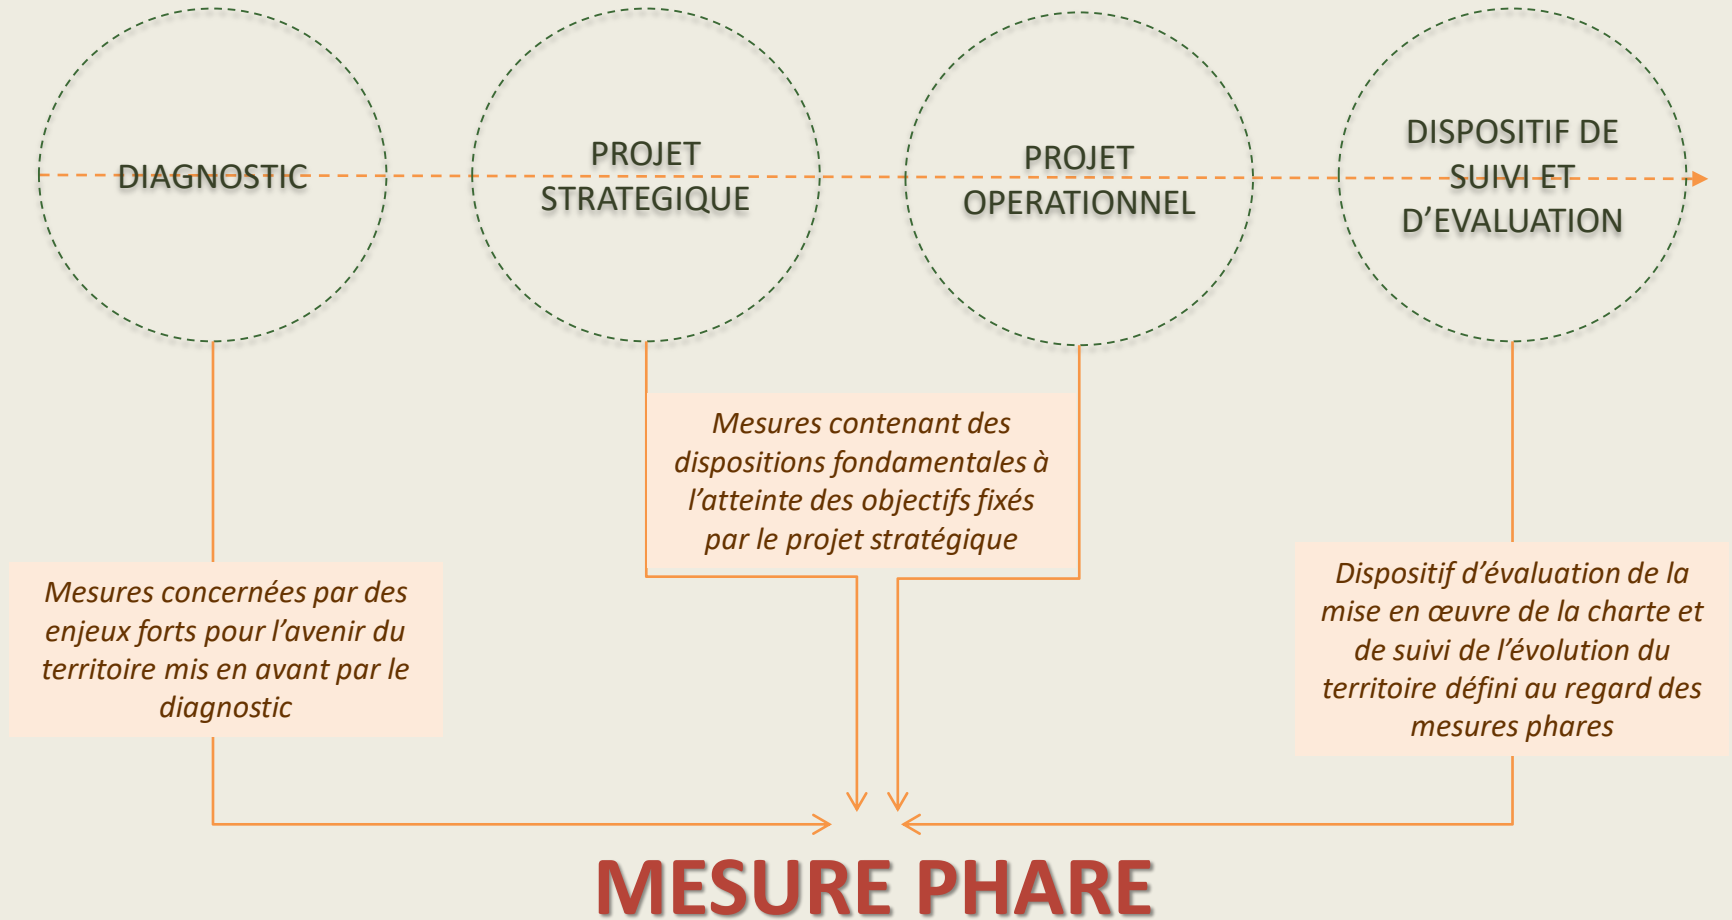 DIAGNOSTIC
PROJET
STRATEGIQUE
PROJET
OPERATIONNEL
DISPOSITIF DE
SUIVI ET
D’EVALUATION
Mesures contenant des
dispositions fondamentales à
l’atteinte des objectifs fixés
par le projet stratégique
Mesures concernées par des
enjeux forts pour l’avenir du
territoire mis en avant par le
diagnostic
Dispositif d’évaluation de la
mise en œuvre de la charte et
de suivi de l’évolution du
territoire défini au regard des
mesures phares
MESURE PHARE